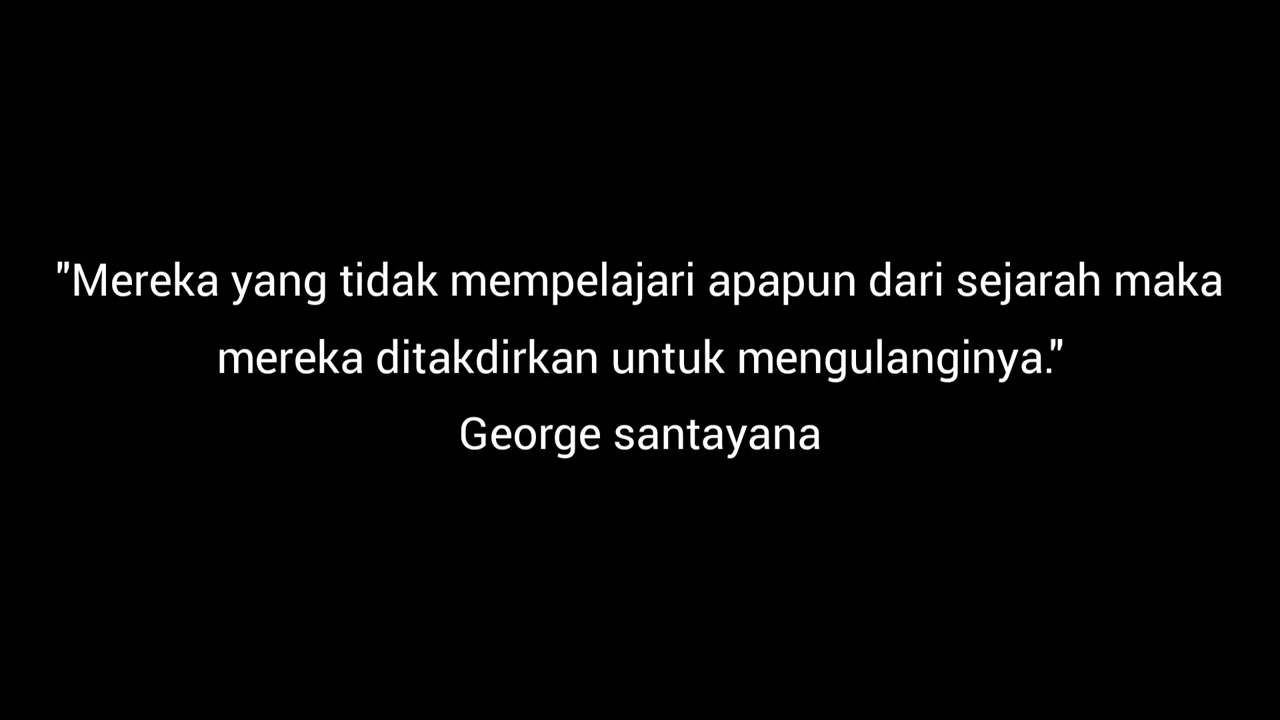 "Mereka yang tidak mempelajari apapun dari sejarah maka
mereka ditakdirkan untuk mengulanginya."
George santayana